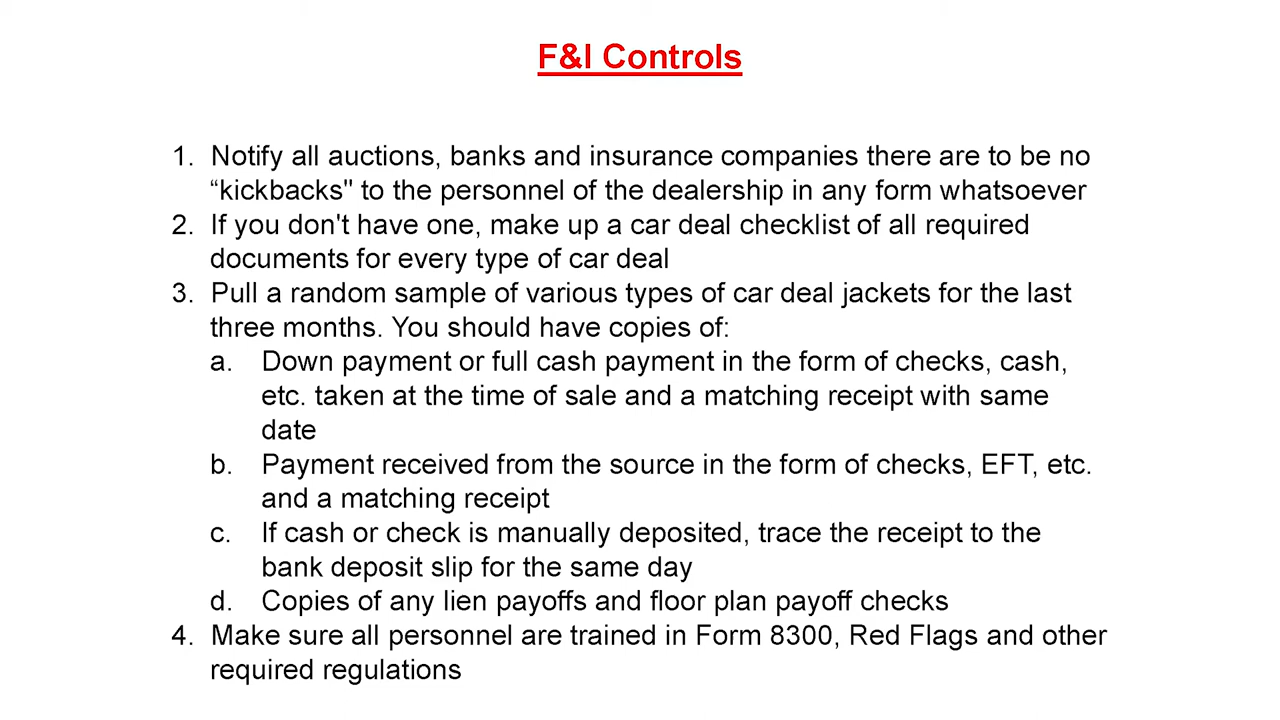 F&I Controls
1. Notify all auctions, banks and insurance companies there are to be no
“kickbacks" to the personnel of the dealership in any form whatsoever
2. If you don't have one, make up a car deal checklist of all required
documents for every type of car deal
3. Pull a random sample of various types of car deal jackets for the last
three months. You should have copies of:
a. Down payment or full cash payment in the form of checks, cash,
etc. taken at the time of sale and a matching receipt with same
date
b. Payment received from the source in the form of checks, EFT, etc.
and a matching receipt
c. If cash or check is manually deposited, trace the receipt to the
bank deposit slip for the same day
d. Copies of any lien payoffs and floor plan payoff checks
4. Make sure all personnel are trained in Form 8300, Red Flags and other
required regulations